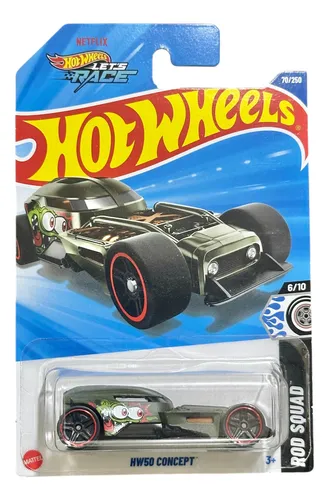 NETFLIX
HOT WHEELS
LET'S
RACE
70/250
HOT WHEELS
6/10
ROD SQUAD
MATTEL
HW50 CONCEPT
3+